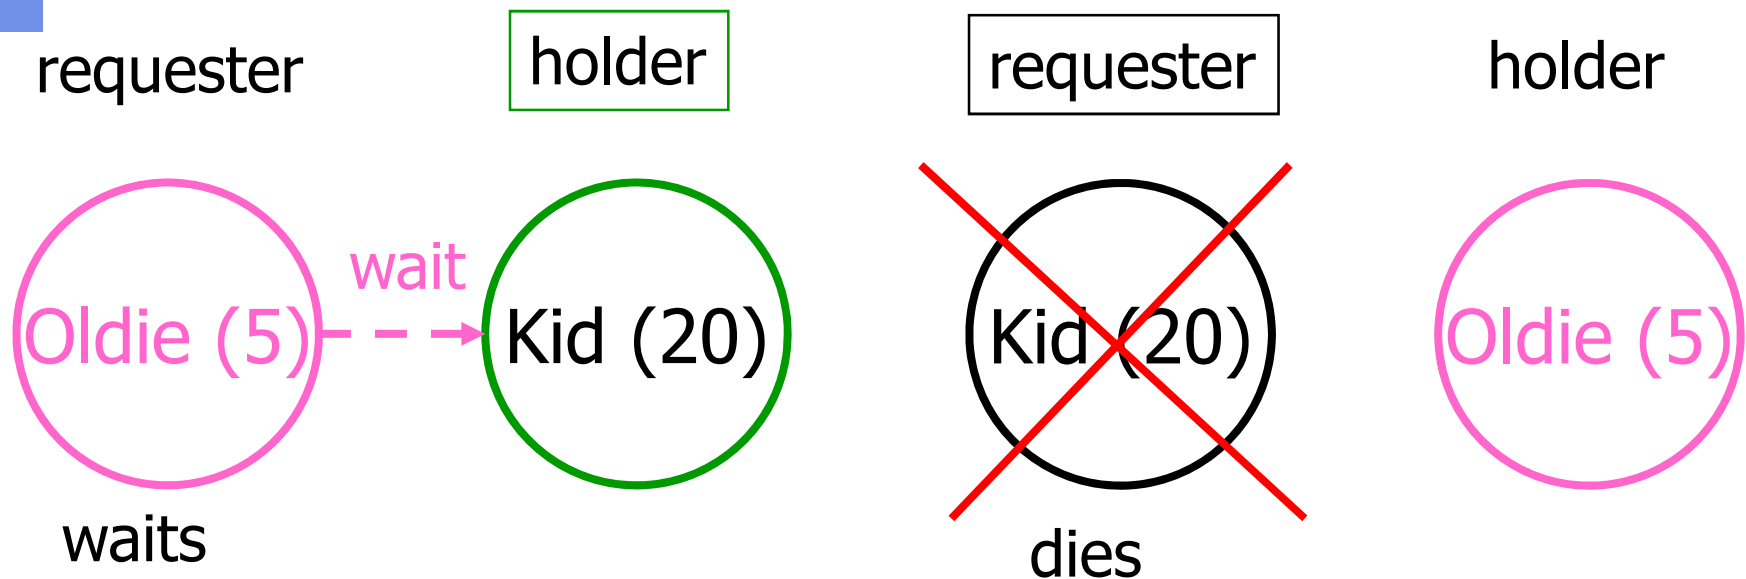 requester
holder
requester
holder
wait
Oldie (5)
Kid (20)
Kid (20)
Oldie (5)
waits
dies